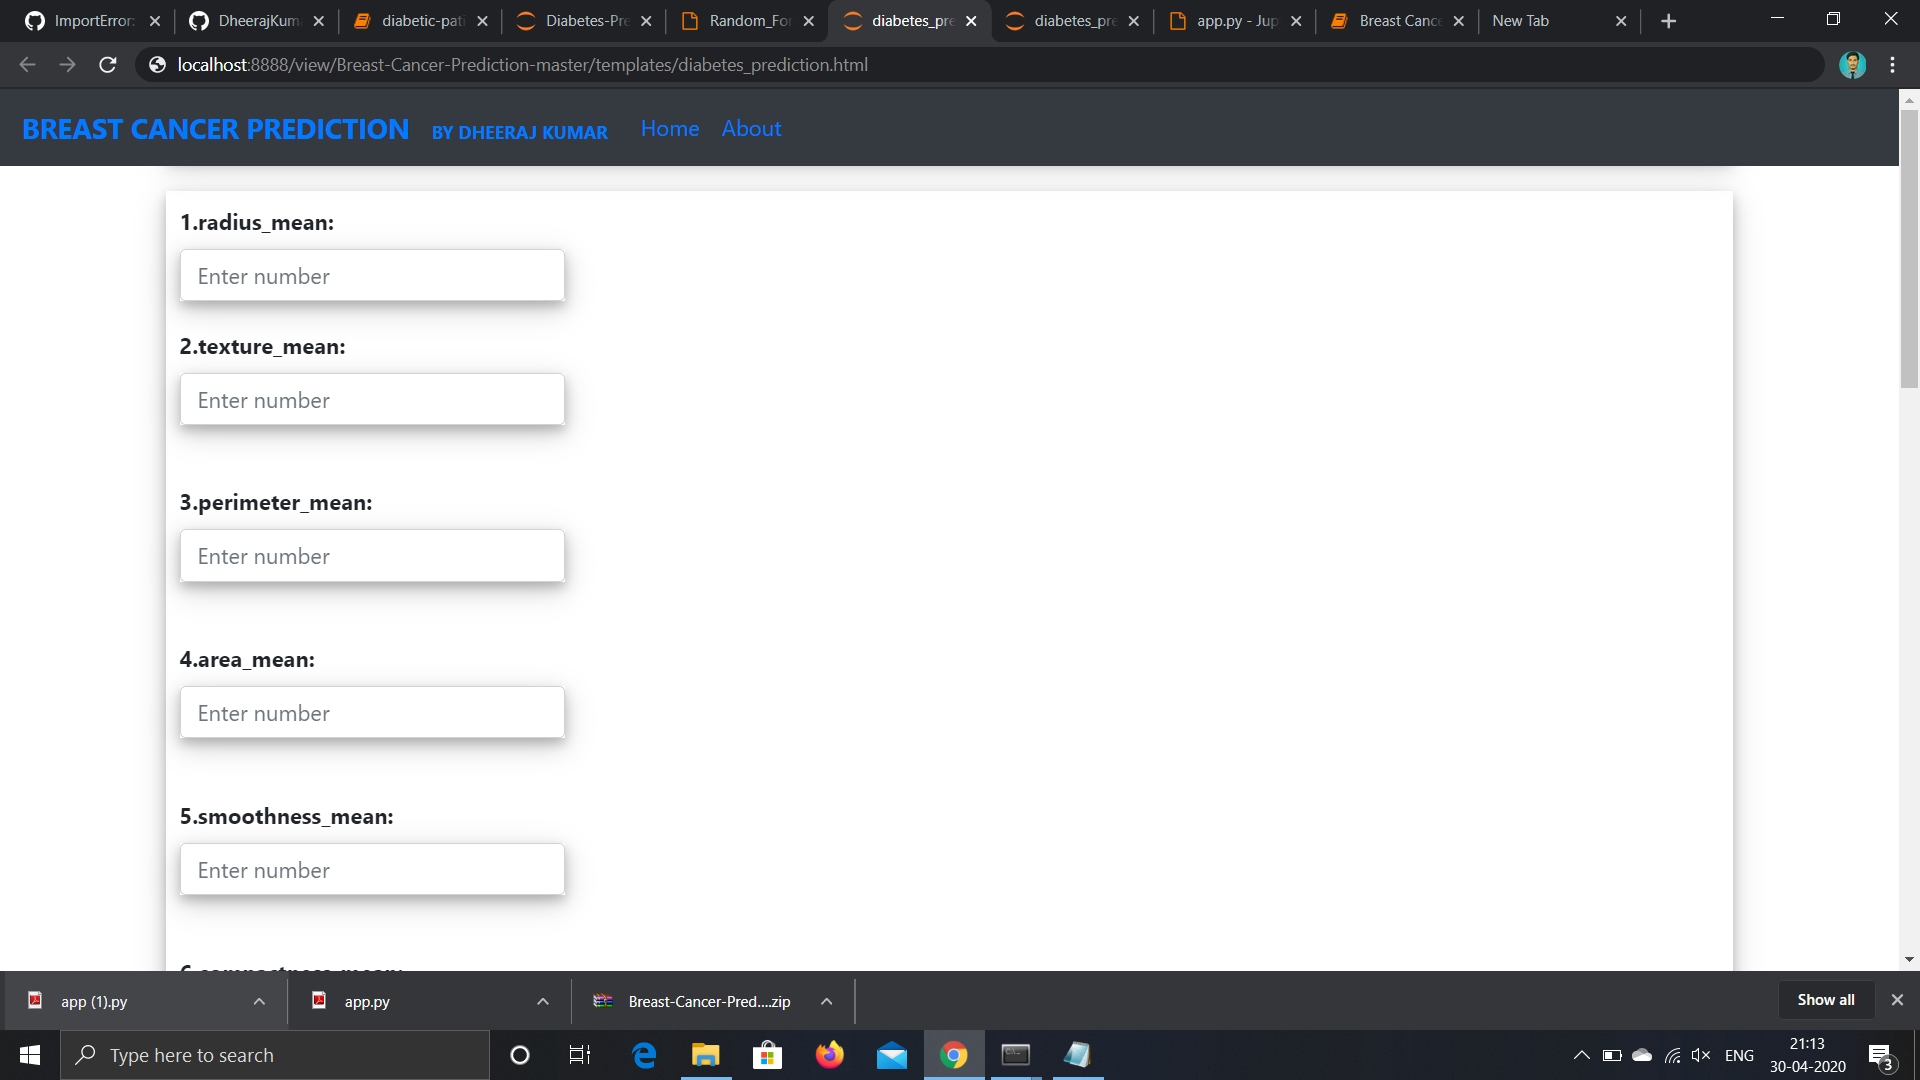 ImportError: DheerajKum diabetic-pati Diabetes-Pre Random_For diabetes_pre diabetes_pre app.py - Jup Breast Cance New Tab
localhost:8888/view/Breast-Cancer-Prediction-master/templates/diabetes_prediction.html
BREAST CANCER PREDICTION BY DHEERAJ KUMAR Home About
1.radius_mean:
Enter number
2.texture_mean:
Enter number
3.perimeter_mean:
Enter number
4.area_mean:
Enter number
5.smoothness_mean:
Enter number
6.compactness_mean:
app (1).py app.py Breast-Cancer-Pred....zip Show all
Type here to search ENG 21:13
30-04-2020 3